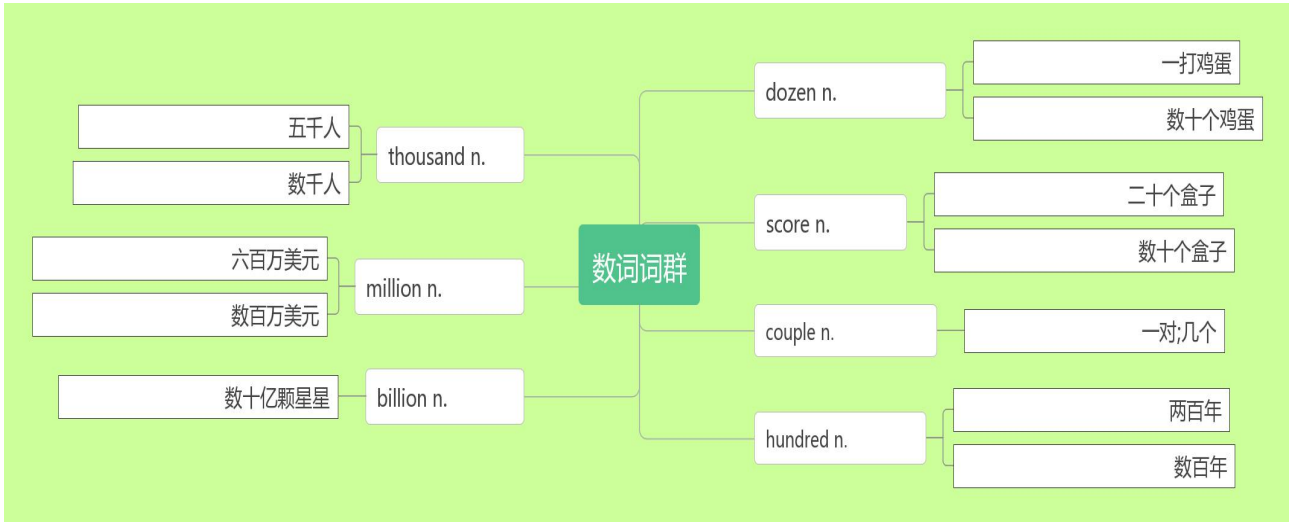 数词词群
dozen n.
一打鸡蛋
数十个鸡蛋
score n.
二十个盒子
数十个盒子
couple n.
一对;几个
hundred n.
两百年
数百年
thousand n.
五千人
数千人
million n.
六百万美元
数百万美元
billion n.
数十亿颗星星